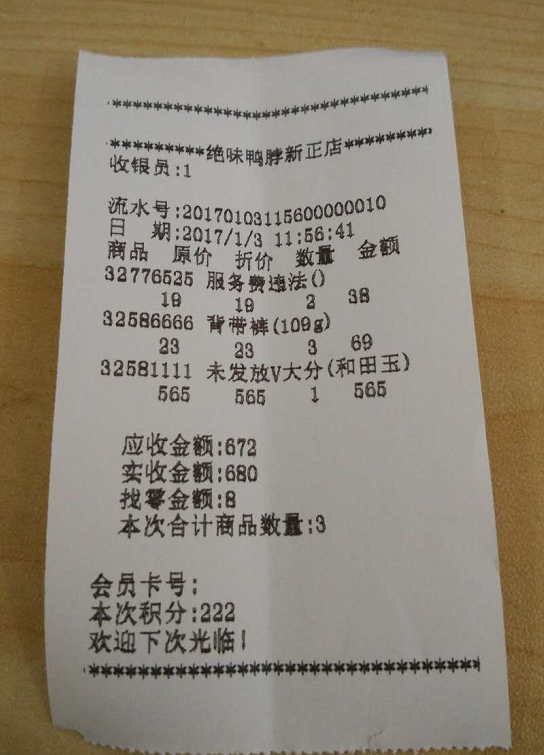 ***********************************
*********绝味鸭脖新正店********
收银员:1
流水号:20170103115600000010
日 期:2017/1/3 11:56:41
商品 原价 折价 数量 金额
32776525 服务费违法()
19 19 2 38
32586666 背带裤(109g)
23 23 3 69
32581111 未发放V大分(和田玉)
565 565 1 565
应收金额:672
实收金额:680
找零金额:8
本次合计商品数量:3
会员卡号:
本次积分:222
欢迎下次光临!
***********************************